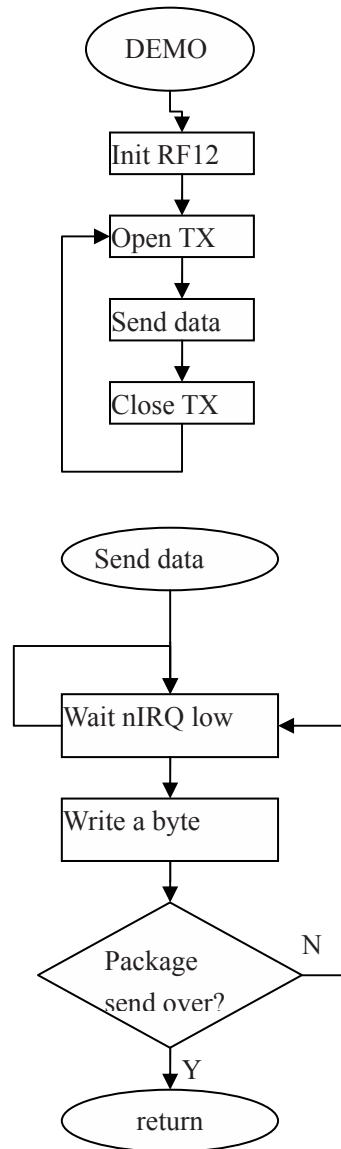 DEMO
Init RF12
Open TX
Send data
Close TX
Send data
Wait nIRQ low
Write a byte
Package
send over?
N
Y
return